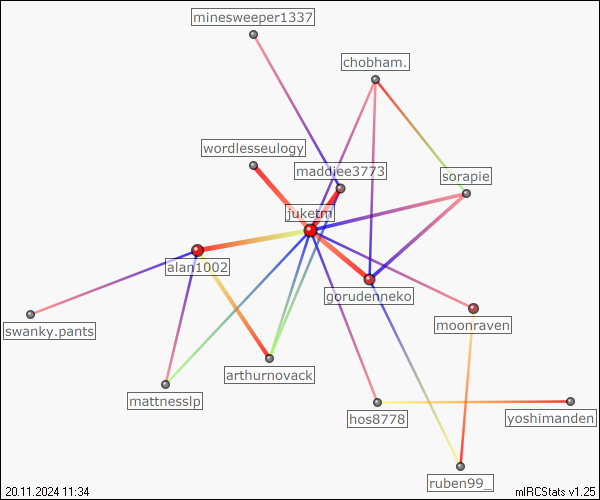 minesweeper1337
chobham.
wordlesseulogy
maddiee3773
sorapie
juketm
alan1002
gorudenneko
swanky.pants
moonraven
arthurnovack
mattnesslp
hos8778
yoshimanden
ruben99_
20.11.2024 11:34
mIRCStats v1.25